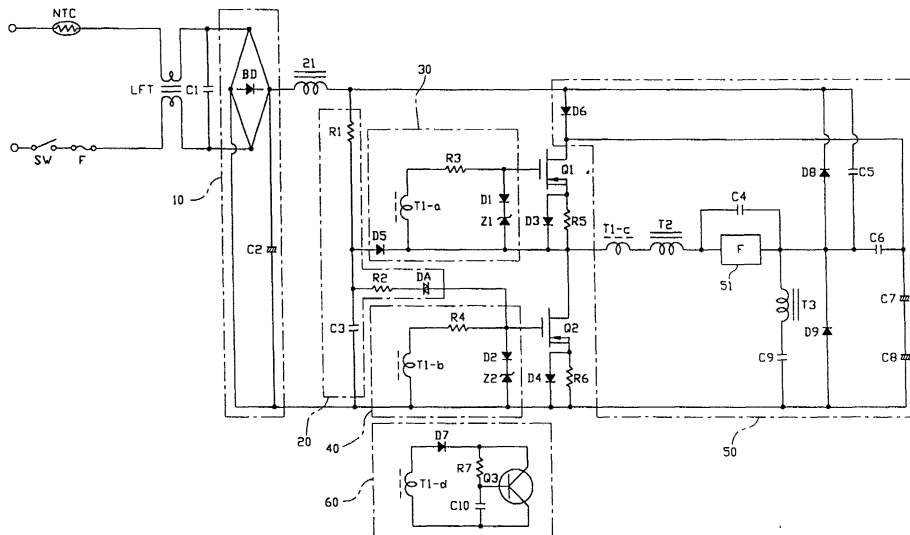 NTC
LFT
C1
BD
21
SW
F
10
C2
R1
30
R3
T1-a
D1
Z1
D5
D6
Q1
D3
R5
T1-c
T2
C4
F
51
D8
C5
C6
R2
DA
C3
R4
T1-b
D2
Z2
Q2
D4
R6
T3
C9
D9
C7
C8
20
40
50
D7
R7
Q3
T1-d
C10
60